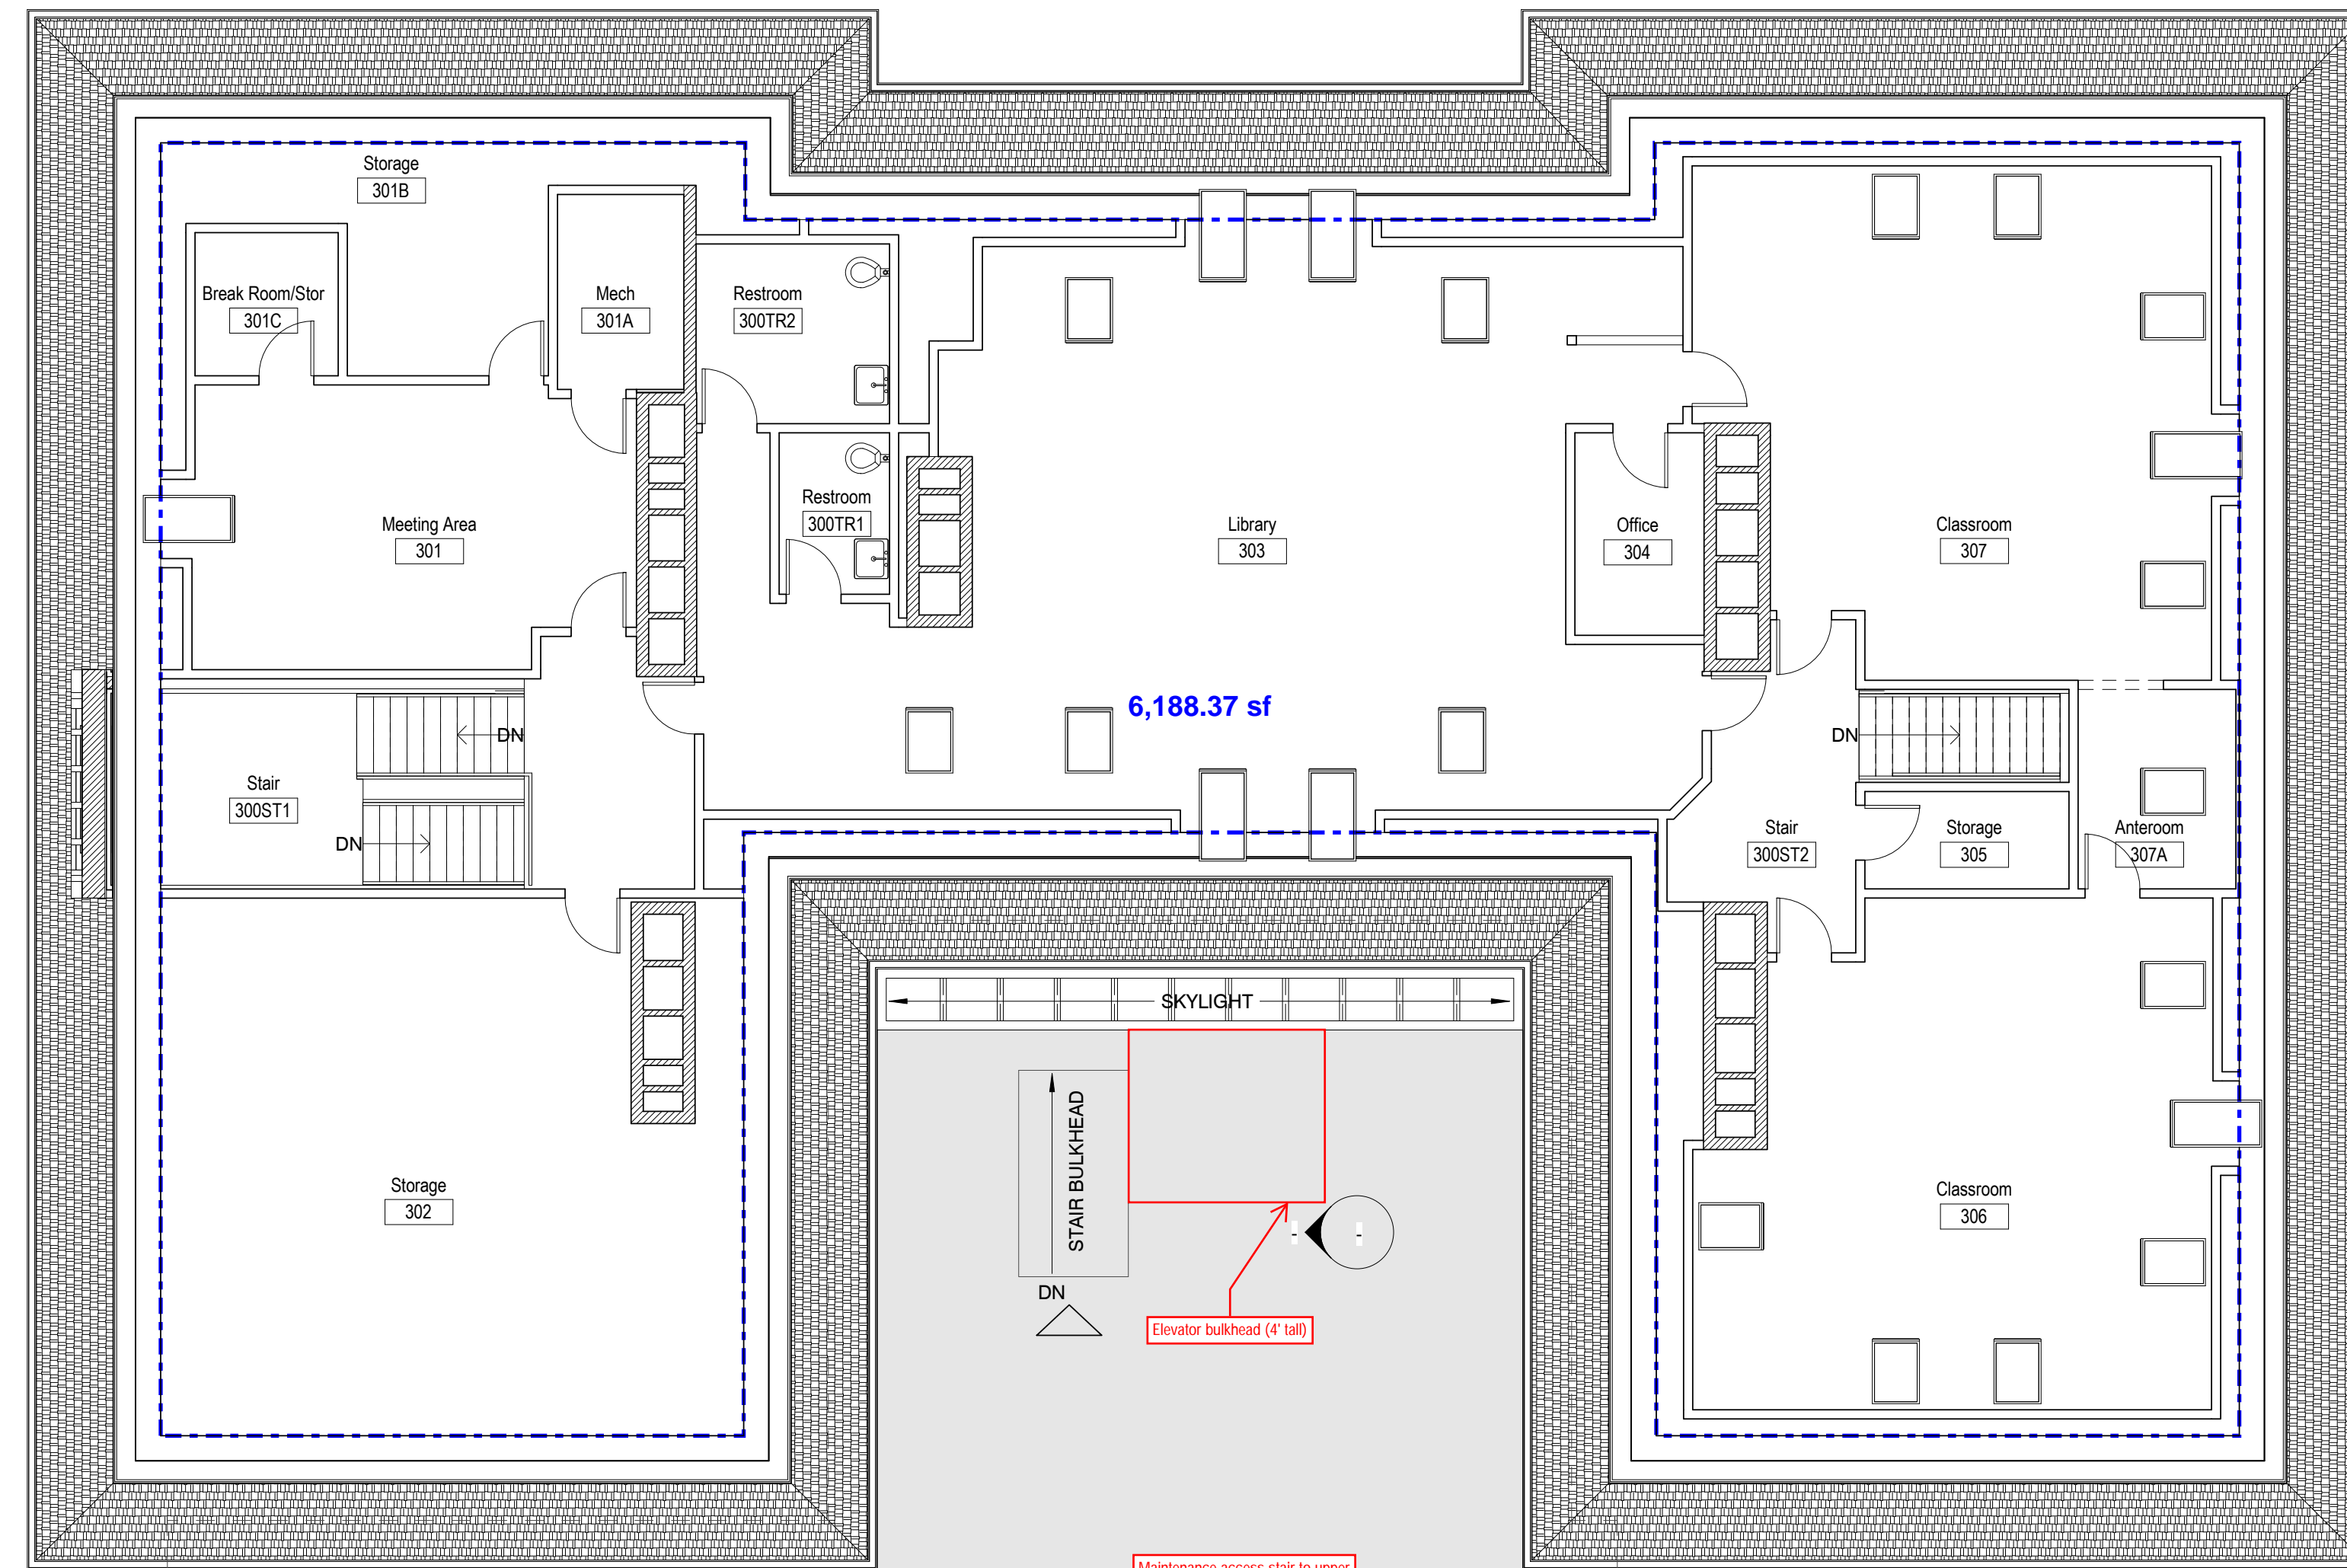 Storage
301B
Break Room/Stor
301C
Mech
301A
Restroom
300TR2
Meeting Area
301
Restroom
300TR1
Library
303
Office
304
Classroom
307
6,188.37 sf
DN
Stair
300ST1
DN
DN
Stair
300ST2
Storage
305
Anteroom
307A
SKYLIGHT
STAIR BULKHEAD
DN
-
-
Elevator bulkhead (4' tall)
Storage
302
Classroom
306
Maintenance access stair to upper